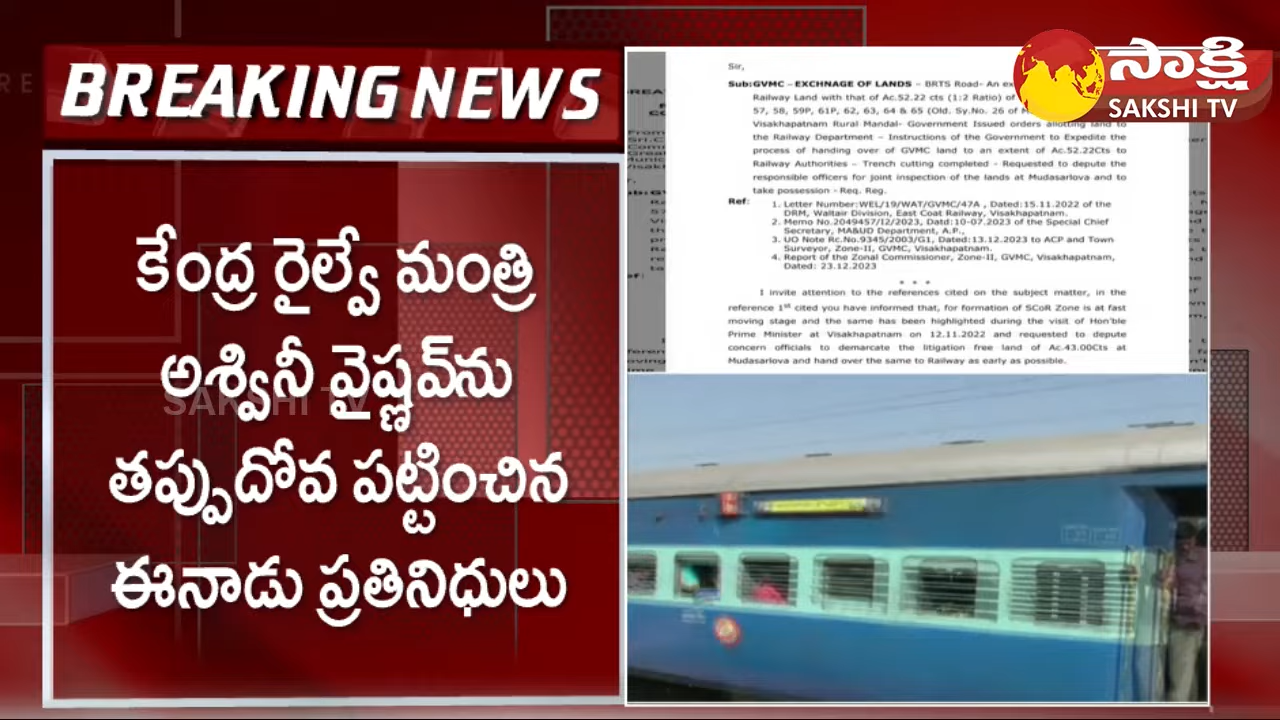 BREAKING NEWS
కేంద్ర రైల్వే మంత్రి
అశ్వినీ వైష్ణవ్‌ను
తప్పుదోవ పట్టించిన
ఈనాడు ప్రతినిధులు
SAKSHI TV
సాక్షి
SAKSHI TV
Sir,
Sub:GVMC – EXCHNAGE OF LANDS – BRTS Road- An
Railway Land with that of Ac.52.22 cts (1:2 Ratio) of
57, 58, 59P, 61P, 62, 63, 64 & 65 (Old. Sy.No. 26 of
Visakhapatnam Rural Mandal- Government Issued orders allotting land to
the Railway Department – Instructions of the Government to Expedite the
process of handing over of GVMC land to an extent of Ac.52.22Cts to
Railway Authorities – Trench cutting completed - Requested to depute the
responsible officers for joint inspection of the lands at Mudasarlova and to
take possession - Req. Reg.
Ref: 1. Letter Number:WEL/19/WAT/GVMC/47A , Dated:15.11.2022 of the
DRM, Waltair Division, East Coat Railway, Visakhapatnam.
2. Memo No.2049457/I2/2023, Datd:10-07.2023 of the Special Chief
Secretary, MA&UD Department, A.P.,
3. UO Note Rc.No.9345/2003/G1, Dated:13.12.2023 to ACP and Town
Surveyor, Zone-II, GVMC, Visakhapatnam.
4. Report of the Zonal Commissioner, Zone-II, GVMC, Visakhapatnam,
Dated: 23.12.2023
* * *
I invite attention to the references cited on the subject matter, in the
reference 1st cited you have informed that, for formation of SCoR Zone is at fast
moving stage and the same has been highlighted during the visit of Hon'ble
Prime Minister at Visakhapatnam on 12.11.2022 and requested to depute
concern officials to demarcate the litigation free land of Ac.43.00Cts at
Mudasarlova and hand over the same to Railway as early as possible.